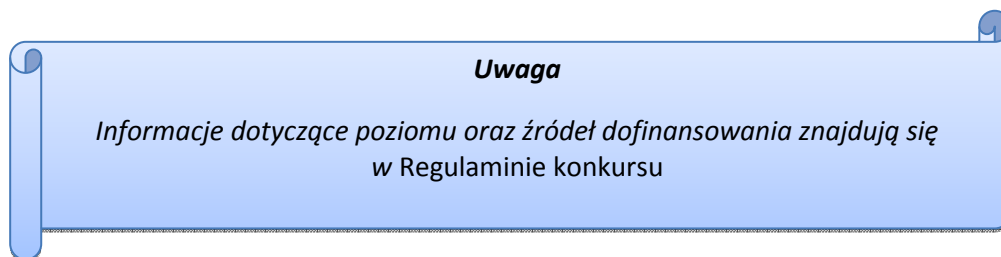 Uwaga
Informacje dotyczące poziomu oraz źródeł dofinansowania znajdują się
w Regulaminie konkursu